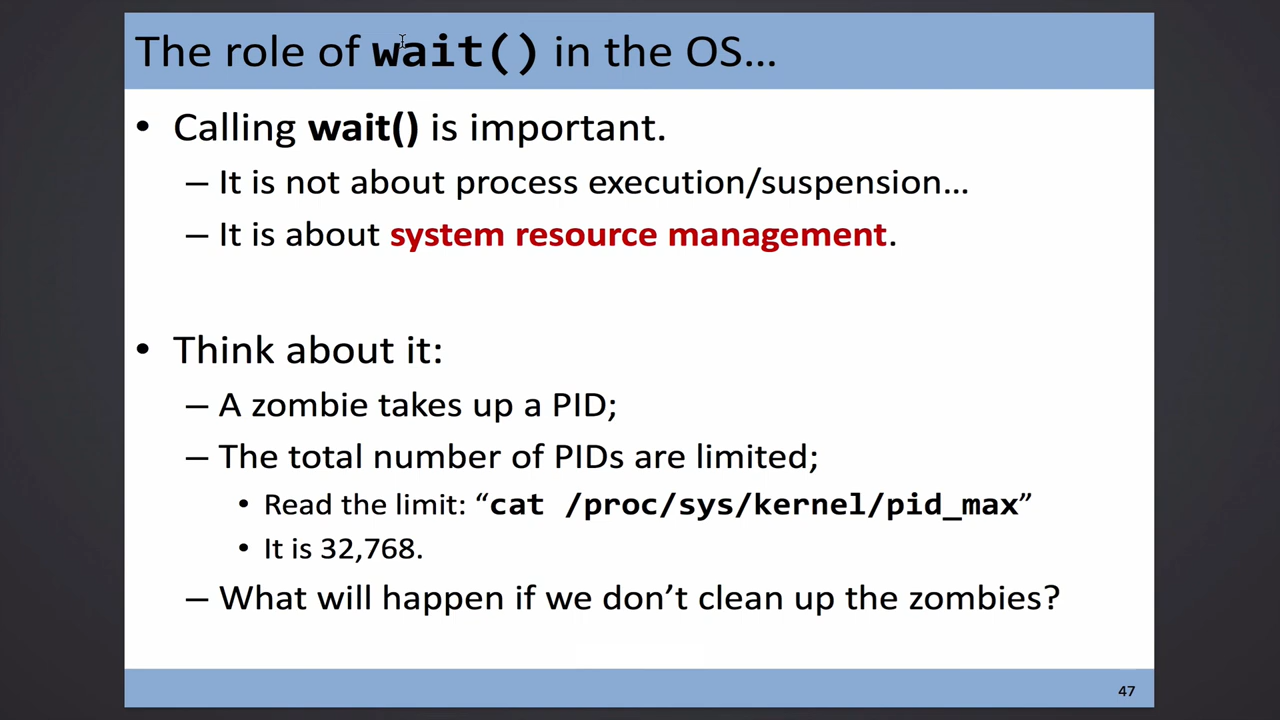 The role of wait() in the OS…
• Calling wait() is important.
– It is not about process execution/suspension…
– It is about system resource management.
• Think about it:
– A zombie takes up a PID;
– The total number of PIDs are limited;
• Read the limit: “cat /proc/sys/kernel/pid_max”
• It is 32,768.
– What will happen if we don’t clean up the zombies?
47